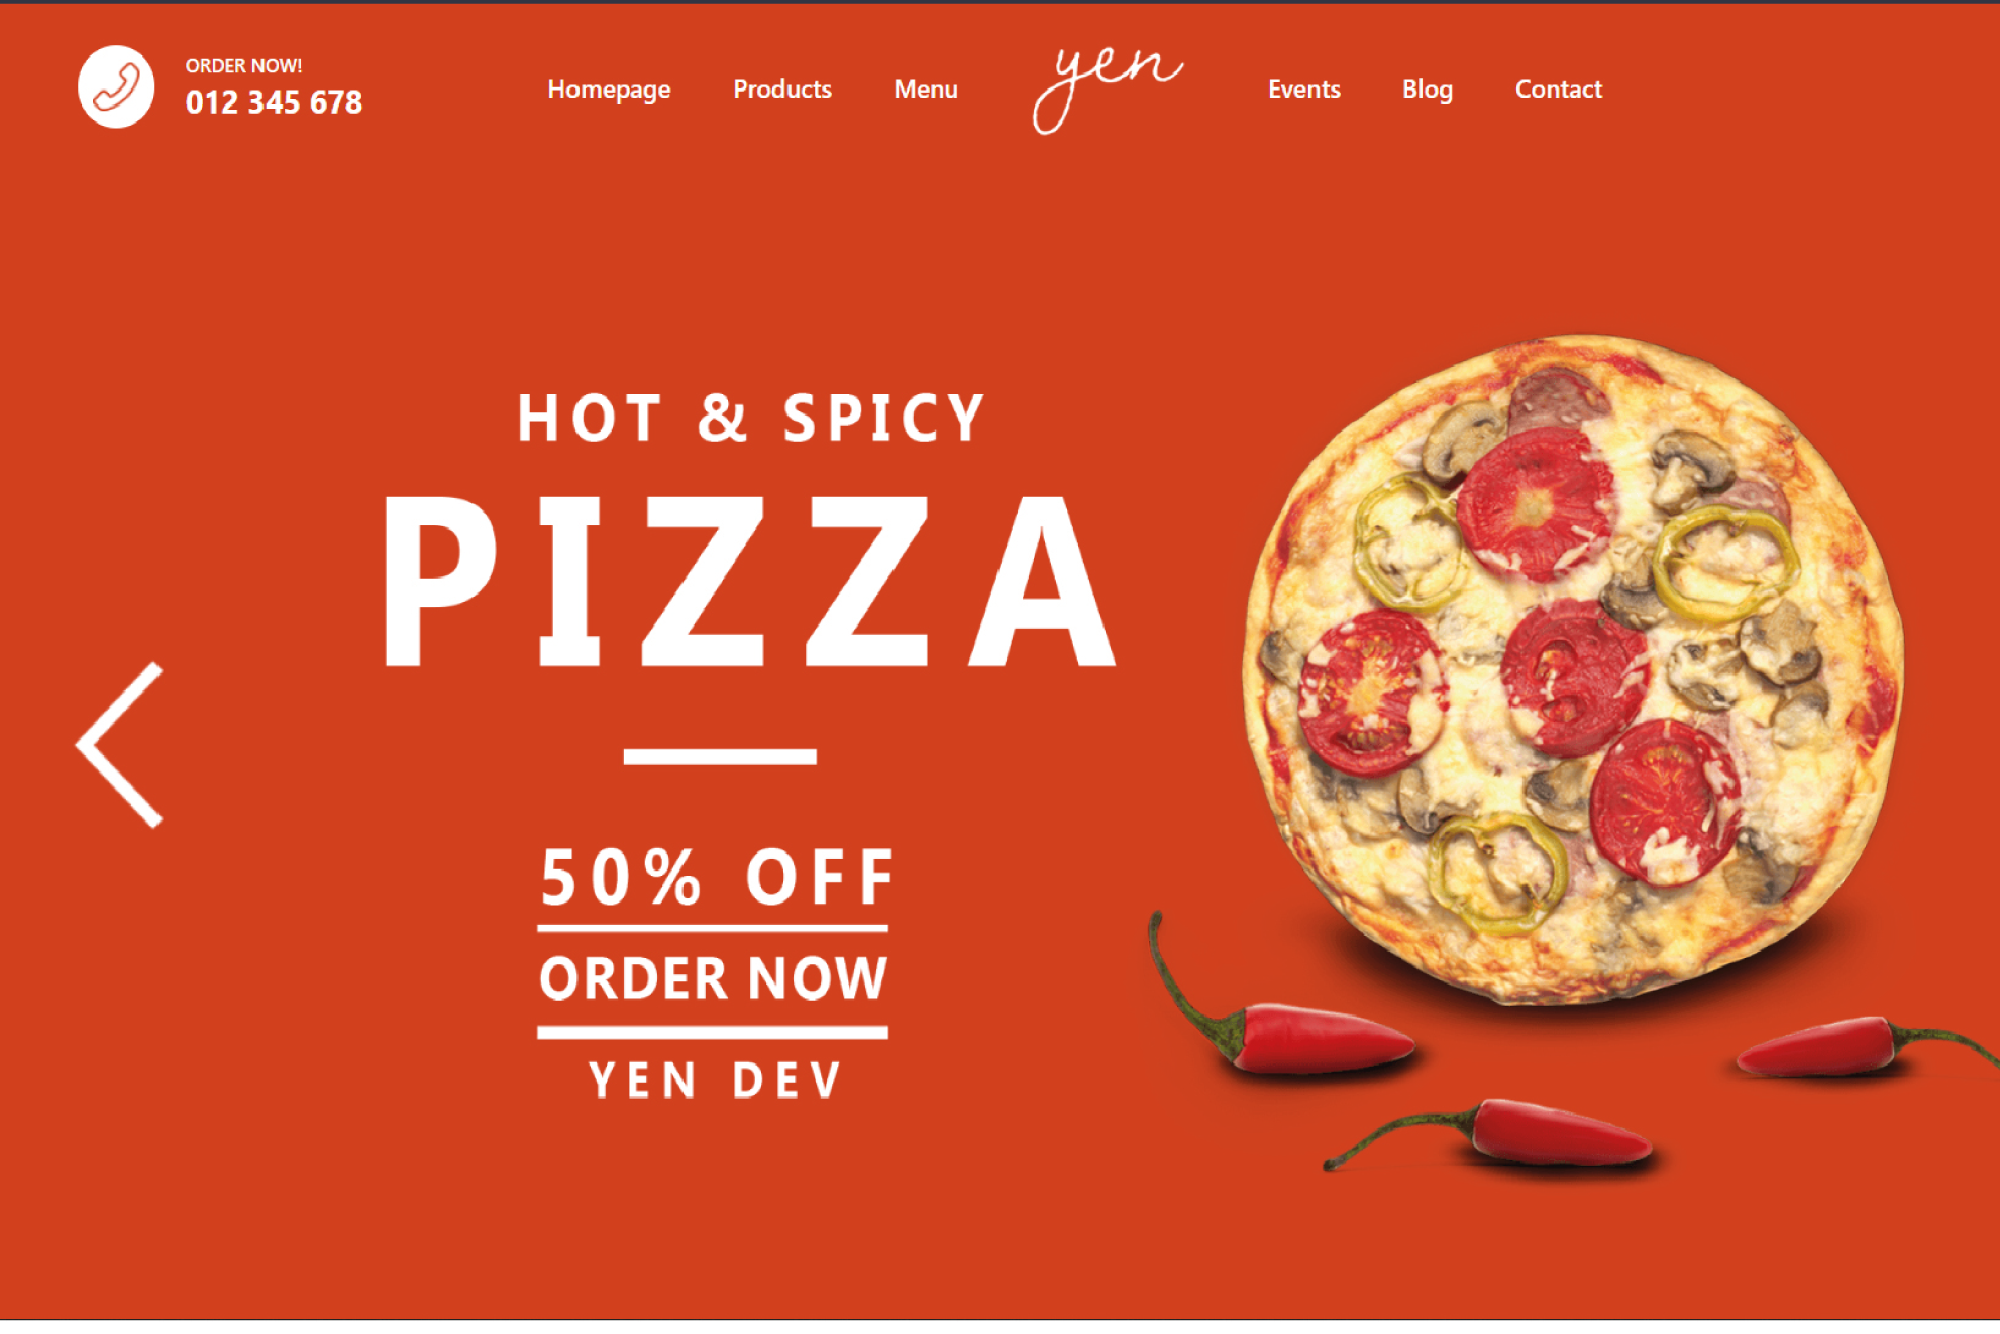 ORDER NOW!
012 345 678
Homepage Products Menu yen Events Blog Contact
HOT & SPICY
PIZZA
50% OFF
ORDER NOW
YEN DEV